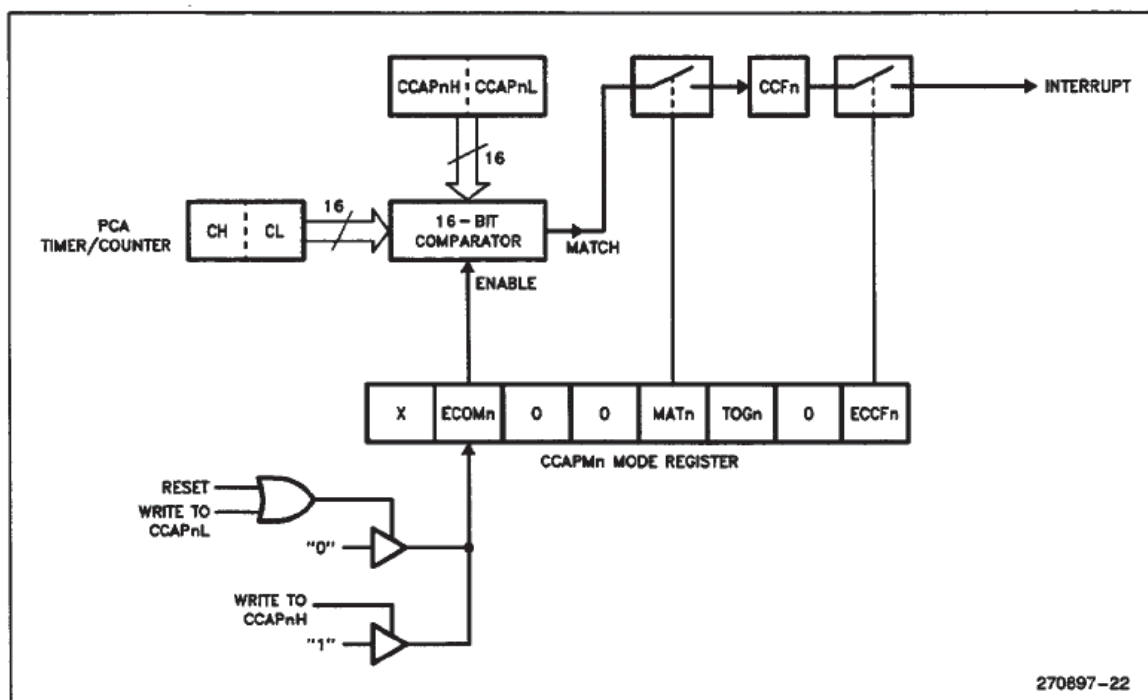 CCAPnH CCAPnL
CCFn
INTERRUPT
16
16
PCA
TIMER/COUNTER
CH CL
16-BIT
COMPARATOR
MATCH
ENABLE
X ECOMn 0 0 MATn TOGn 0 ECCFn
CCAPMn MODE REGISTER
RESET
WRITE TO
CCAPnL
"0"
WRITE TO
CCAPnH
"1"
270897-22